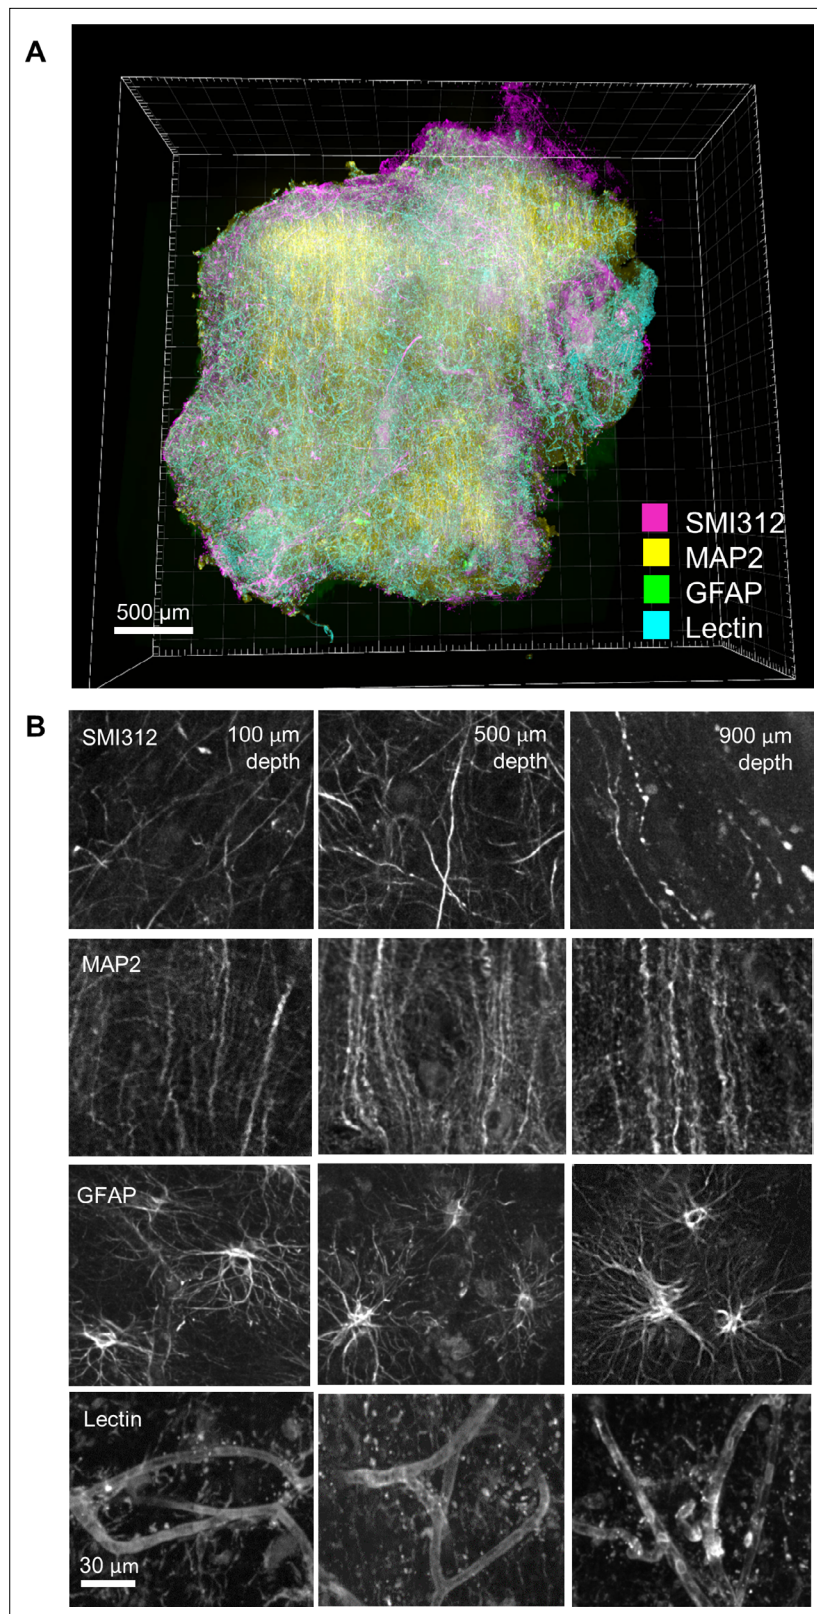 A
SMI312
MAP2
GFAP
Lectin
500 µm
B
SMI312
100 µm
depth
500 µm
depth
900 µm
depth
MAP2
GFAP
Lectin
30 µm